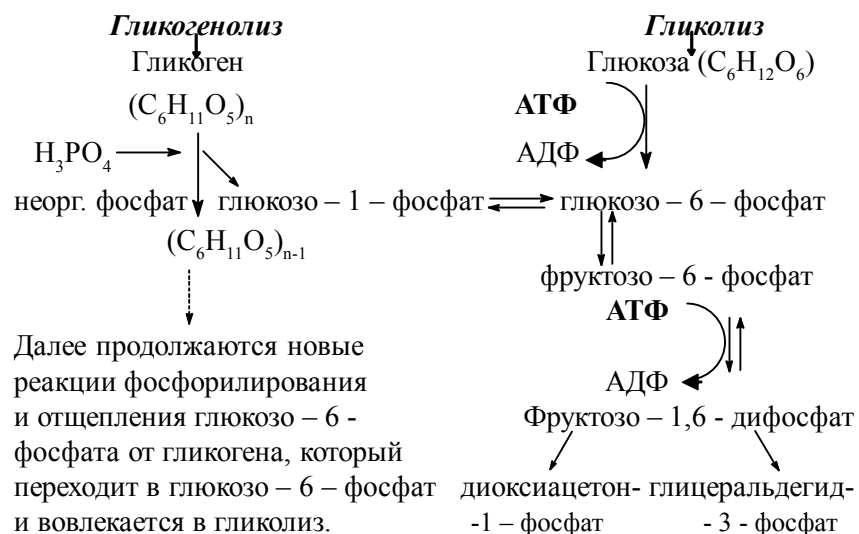 Гликогенолиз
Гликоген
(C₆H₁₁O₅)ₙ
H₃PO₄
неорг. фосфат глюкозо – 1 – фосфат
(C₆H₁₁O₅)ₙ₋₁
Далее продолжаются новые
реакции фосфорилирования
и отщепления глюкозо – 6 -
фосфата от гликогена, который
переходит в глюкозо – 6 – фосфат
и вовлекается в гликолиз.
Гликолиз
Глюкоза (C₆H₁₂O₆)
АТФ
АДФ
глюкозо – 6 – фосфат
фруктозо – 6 - фосфат
АТФ
АДФ
Фруктозо – 1,6 - дифосфат
диоксиацетон-
-1 – фосфат
глицеральдегид-
- 3 - фосфат